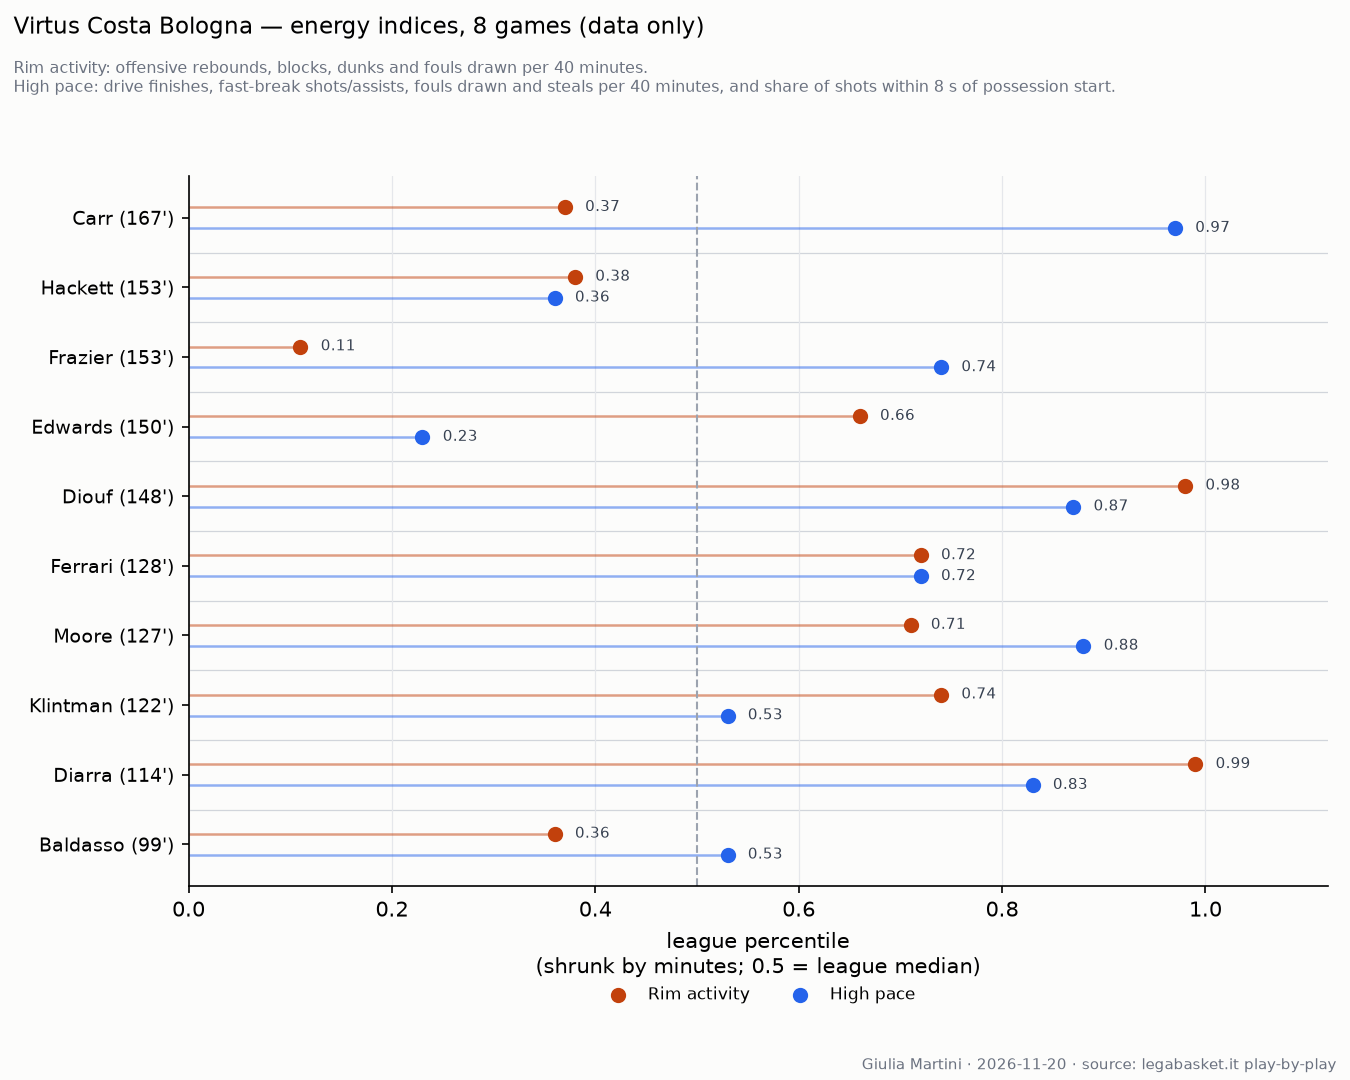 Virtus Costa Bologna — energy indices, 8 games (data only)
Rim activity: offensive rebounds, blocks, dunks and fouls drawn per 40 minutes.
High pace: drive finishes, fast-break shots/assists, fouls drawn and steals per 40 minutes, and share of shots within 8 s of possession start.
Carr (167')
0.37
0.97
Hackett (153')
0.38
0.36
Frazier (153')
0.11
0.74
Edwards (150')
0.66
0.23
Diouf (148')
0.98
0.87
Ferrari (128')
0.72
0.72
Moore (127')
0.71
0.88
Klintman (122')
0.74
0.53
Diarra (114')
0.99
0.83
Baldasso (99')
0.36
0.53
0.0 0.2 0.4 0.6 0.8 1.0
league percentile
(shrunk by minutes; 0.5 = league median)
Rim activity High pace
Giulia Martini · 2026-11-20 · source: legabasket.it play-by-play